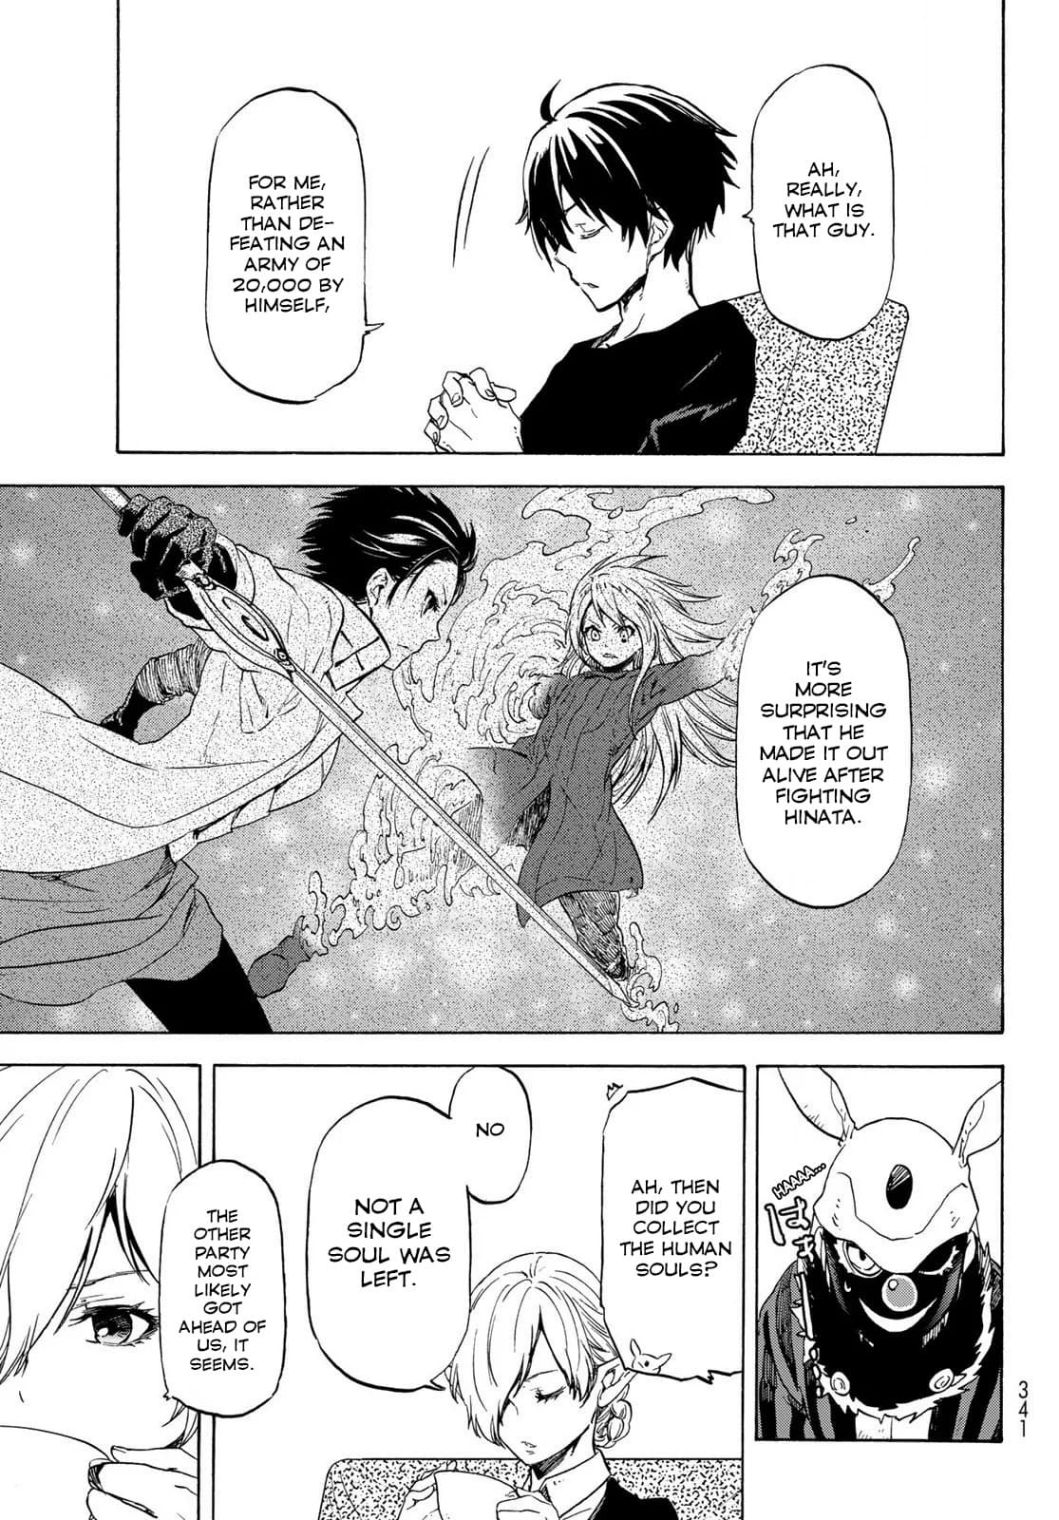 AH,
REALLY,
WHAT IS
THAT GUY.
FOR ME,
RATHER
THAN DE-
FEATING AN
ARMY OF
20,000 BY
HIMSELF,
IT'S
MORE
SURPRISING
THAT HE
MADE IT OUT
ALIVE AFTER
FIGHTING
HINATA.
HAAAA...
はぁ
AH, THEN
DID YOU
COLLECT
THE HUMAN
SOULS?
NO
NOT A
SINGLE
SOUL WAS
LEFT.
THE
OTHER
PARTY
MOST
LIKELY
GOT
AHEAD OF
US, IT
SEEMS.
341